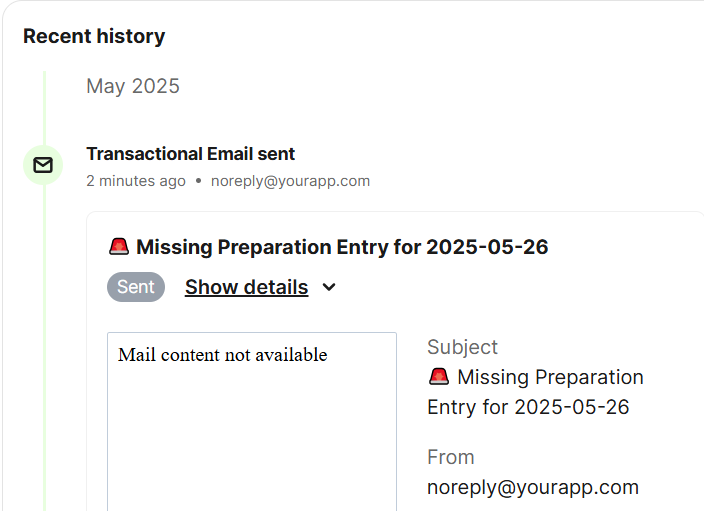 Recent history
May 2025
Transactional Email sent
2 minutes ago • noreply@yourapp.com
🚨 Missing Preparation Entry for 2025-05-26
Sent Show details
Mail content not available
Subject
🚨 Missing Preparation
Entry for 2025-05-26
From
noreply@yourapp.com